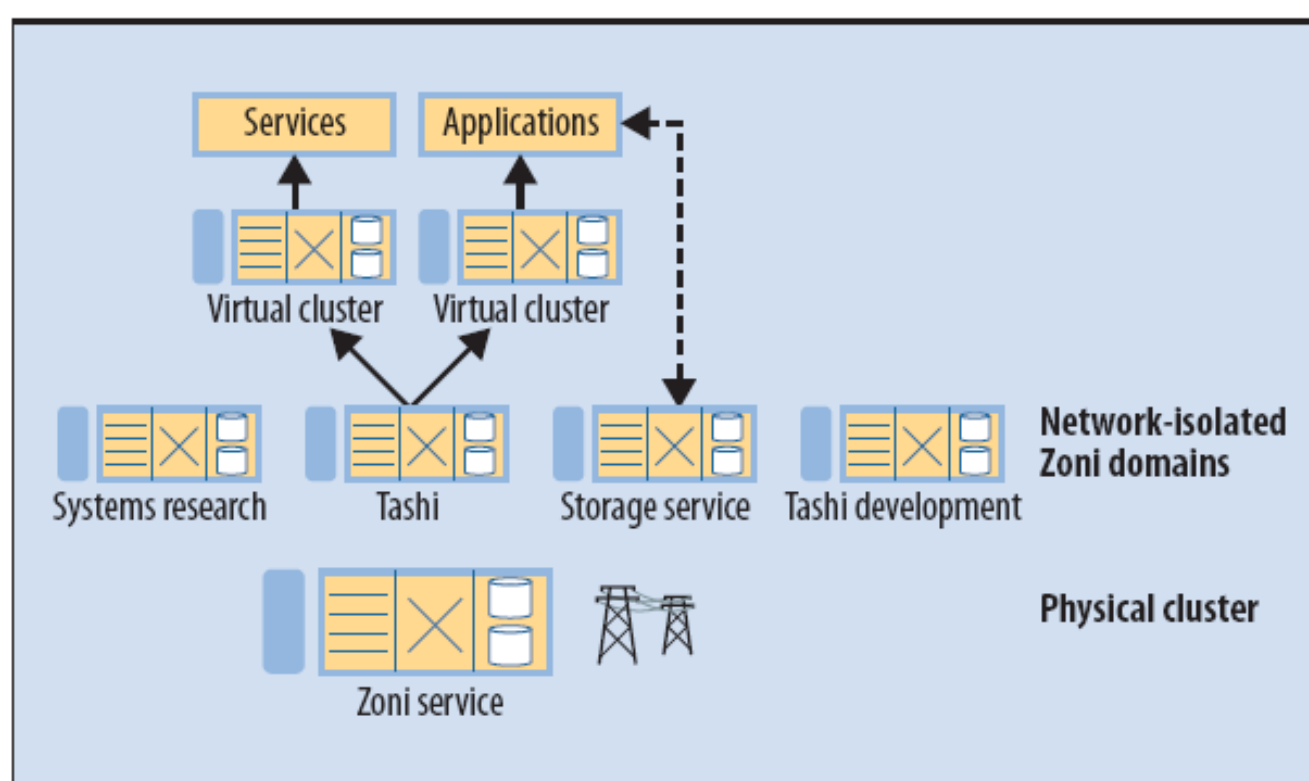 Services
Applications
Virtual cluster
Virtual cluster
Systems research
Tashi
Storage service
Tashi development
Network-isolated
Zoni domains
Zoni service
Physical cluster